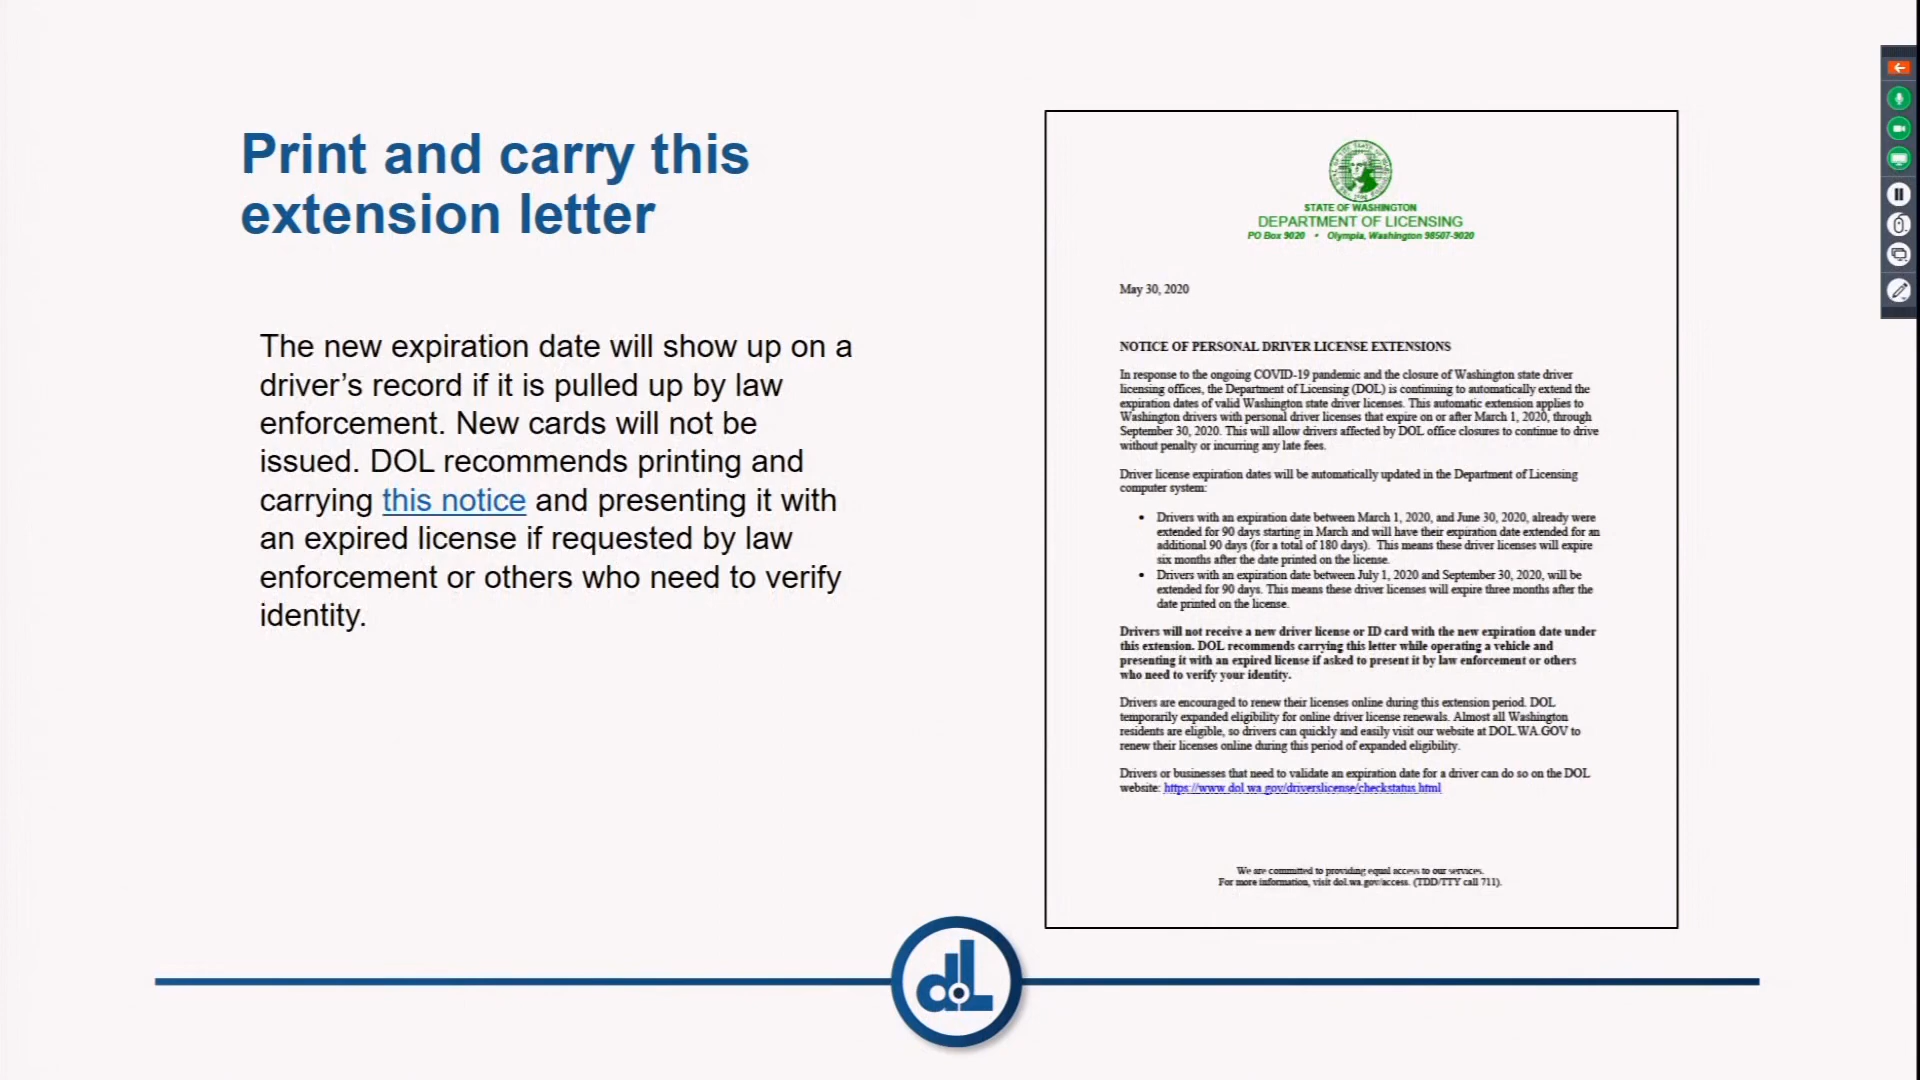 Print and carry this
extension letter
The new expiration date will show up on a
driver’s record if it is pulled up by law
enforcement. New cards will not be
issued. DOL recommends printing and
carrying this notice and presenting it with
an expired license if requested by law
enforcement or others who need to verify
identity.
STATE OF WASHINGTON
DEPARTMENT OF LICENSING
PO Box 9020 • Olympia, Washington 98507-9020
May 30, 2020
NOTICE OF PERSONAL DRIVER LICENSE EXTENSIONS
In response to the ongoing COVID-19 pandemic and the closure of Washington state driver
licensing offices, the Department of Licensing (DOL) is continuing to automatically extend the
expiration dates of valid Washington state driver licenses. This automatic extension applies to
Washington drivers with personal driver licenses that expire on or after March 1, 2020, through
September 30, 2020. This will allow drivers affected by DOL office closures to continue to drive
without penalty or incurring any late fees.
Driver license expiration dates will be automatically updated in the Department of Licensing
computer system:
• Drivers with an expiration date between March 1, 2020, and June 30, 2020, already were
extended for 90 days starting in March and will have their expiration date extended for an
additional 90 days (for a total of 180 days). This means these driver licenses will expire
six months after the date printed on the license.
• Drivers with an expiration date between July 1, 2020 and September 30, 2020, will be
extended for 90 days. This means these driver licenses will expire three months after the
date printed on the license.
Drivers will not receive a new driver license or ID card with the new expiration date under
this extension. DOL recommends carrying this letter while operating a vehicle and
presenting it with an expired license if asked to present it by law enforcement or others
who need to verify your identity.
Drivers are encouraged to renew their licenses online during this extension period. DOL
temporarily expanded eligibility for online driver license renewals. Almost all Washington
residents are eligible, so drivers can quickly and easily visit our website at DOL.WA.GOV to
renew their licenses online during this period of expanded eligibility.
Drivers or businesses that need to validate an expiration date for a driver can do so on the DOL
website: https://www.dol.wa.gov/driverslicense/checkstatus.html
We are committed to providing equal access to our services.
For more information, visit dol.wa.gov/access. (TDD/TTY call 711).
doL